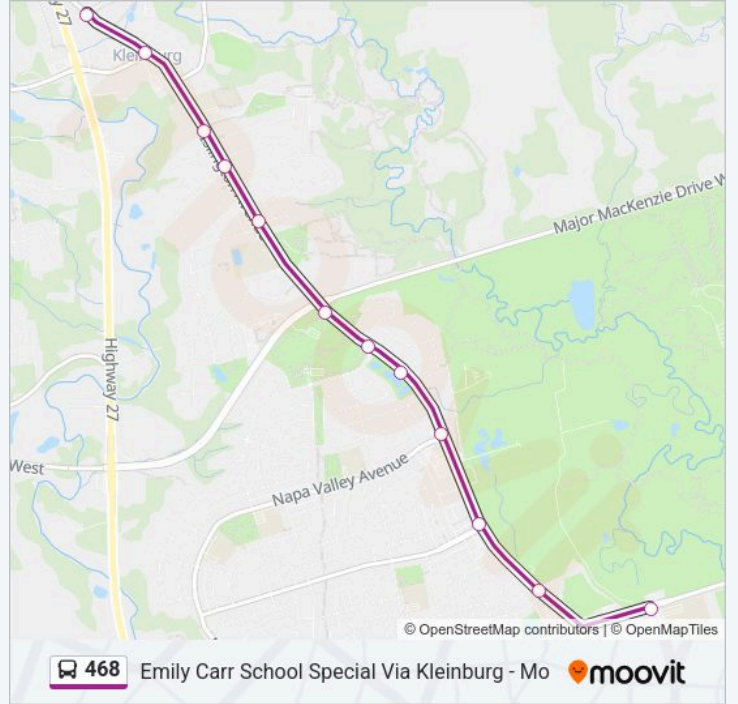 y 27
Kleinburg
Major MacKenzie Drive W
Highway 27
West
Napa Valley Avenue
© OpenStreetMap contributors | © OpenMapTiles
468 Emily Carr School Special Via Kleinburg - Mo
moovit